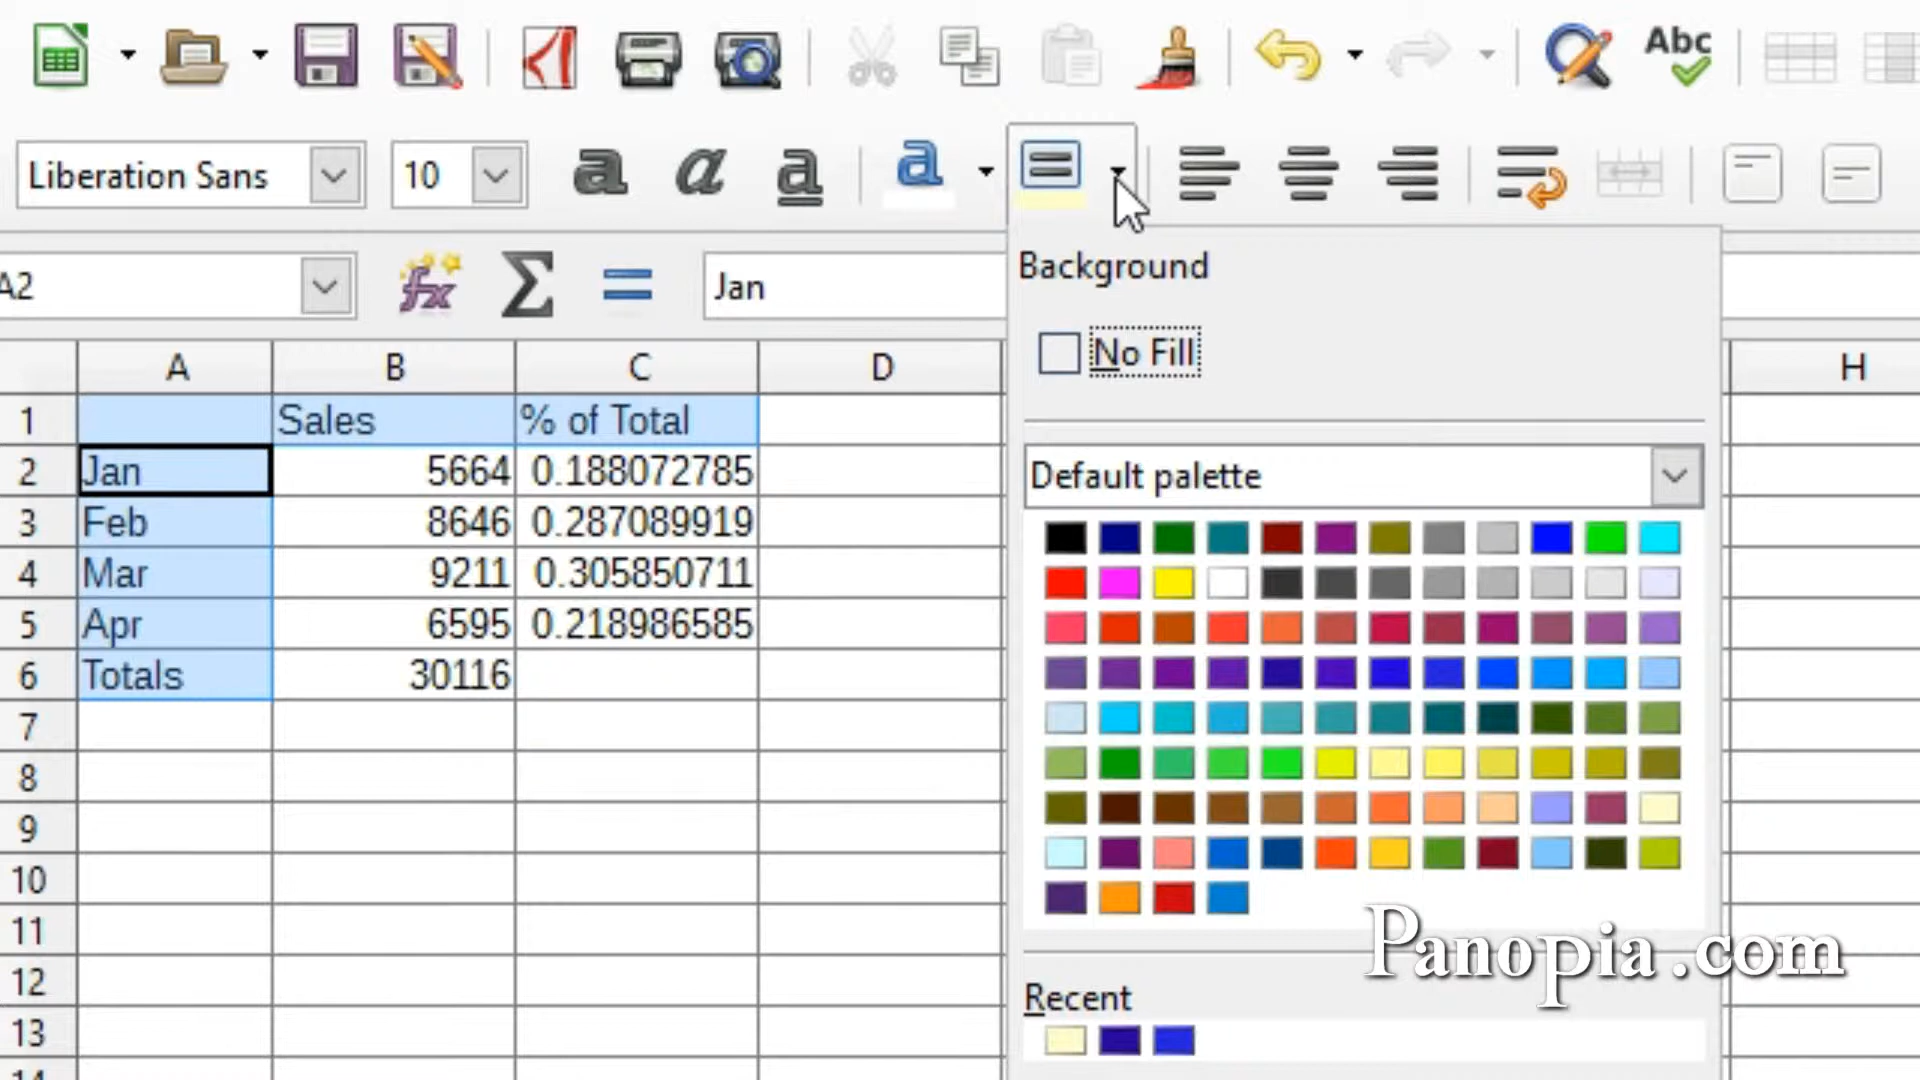 Abc
Liberation Sans 10 a a a a
A2 fx Σ = Jan
Background
No Fill
A B C D H
1 Sales % of Total
2 Jan 5664 0.188072785
3 Feb 8646 0.287089919
4 Mar 9211 0.305850711
5 Apr 6595 0.218986585
6 Totals 30116
7
8
9
10
11
12
13
14
Default palette
Panopia.com
Recent